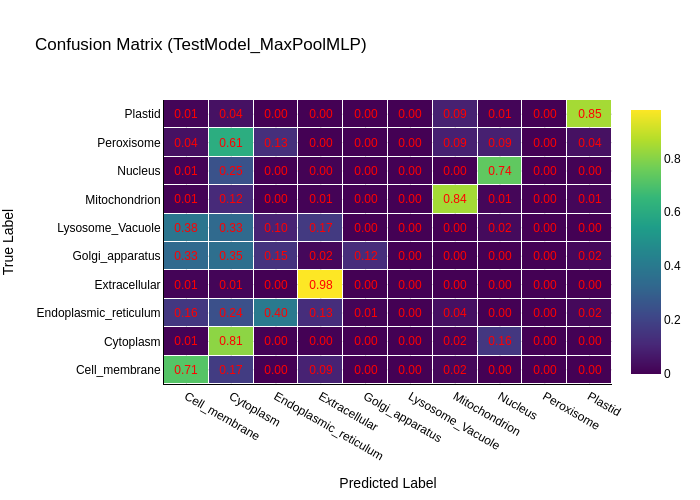 Confusion Matrix (TestModel_MaxPoolMLP)
Plastid 0.01 0.04 0.00 0.00 0.00 0.00 0.09 0.01 0.00 0.85
Peroxisome 0.04 0.61 0.13 0.00 0.00 0.00 0.09 0.09 0.00 0.04
Nucleus 0.01 0.00 0.00 0.00 0.00 0.00 0.74 0.00 0.00
Mitochondrion 0.01 0.12 0.00 0.01 0.00 0.00 0.84 0.01 0.00 0.01
Lysosome_Vacuole 0.38 0.33 0.10 0.17 0.00 0.00 0.00 0.02 0.00 0.00
Golgi_apparatus 0.33 0.35 0.15 0.02 0.12 0.00 0.00 0.00 0.00 0.02
Extracellular 0.01 0.01 0.00 0.98 0.00 0.00 0.00 0.00 0.00 0.00
Endoplasmic_reticulum 0.24 0.40 0.13 0.01 0.00 0.04 0.00 0.00 0.02
Cytoplasm 0.01 0.81 0.00 0.00 0.00 0.00 0.02 0.16 0.00 0.00
Cell_membrane 0.71 0.17 0.00 0.09 0.00 0.00 0.02 0.00 0.00 0.00
Cell_membrane Cytoplasm Endoplasmic_reticulum Extracellular Golgi_apparatus Lysosome_Vacuole Mitochondrion Nucleus Peroxisome Plastid
Predicted Label
True Label
0.8
0.6
0.4
0.2
0